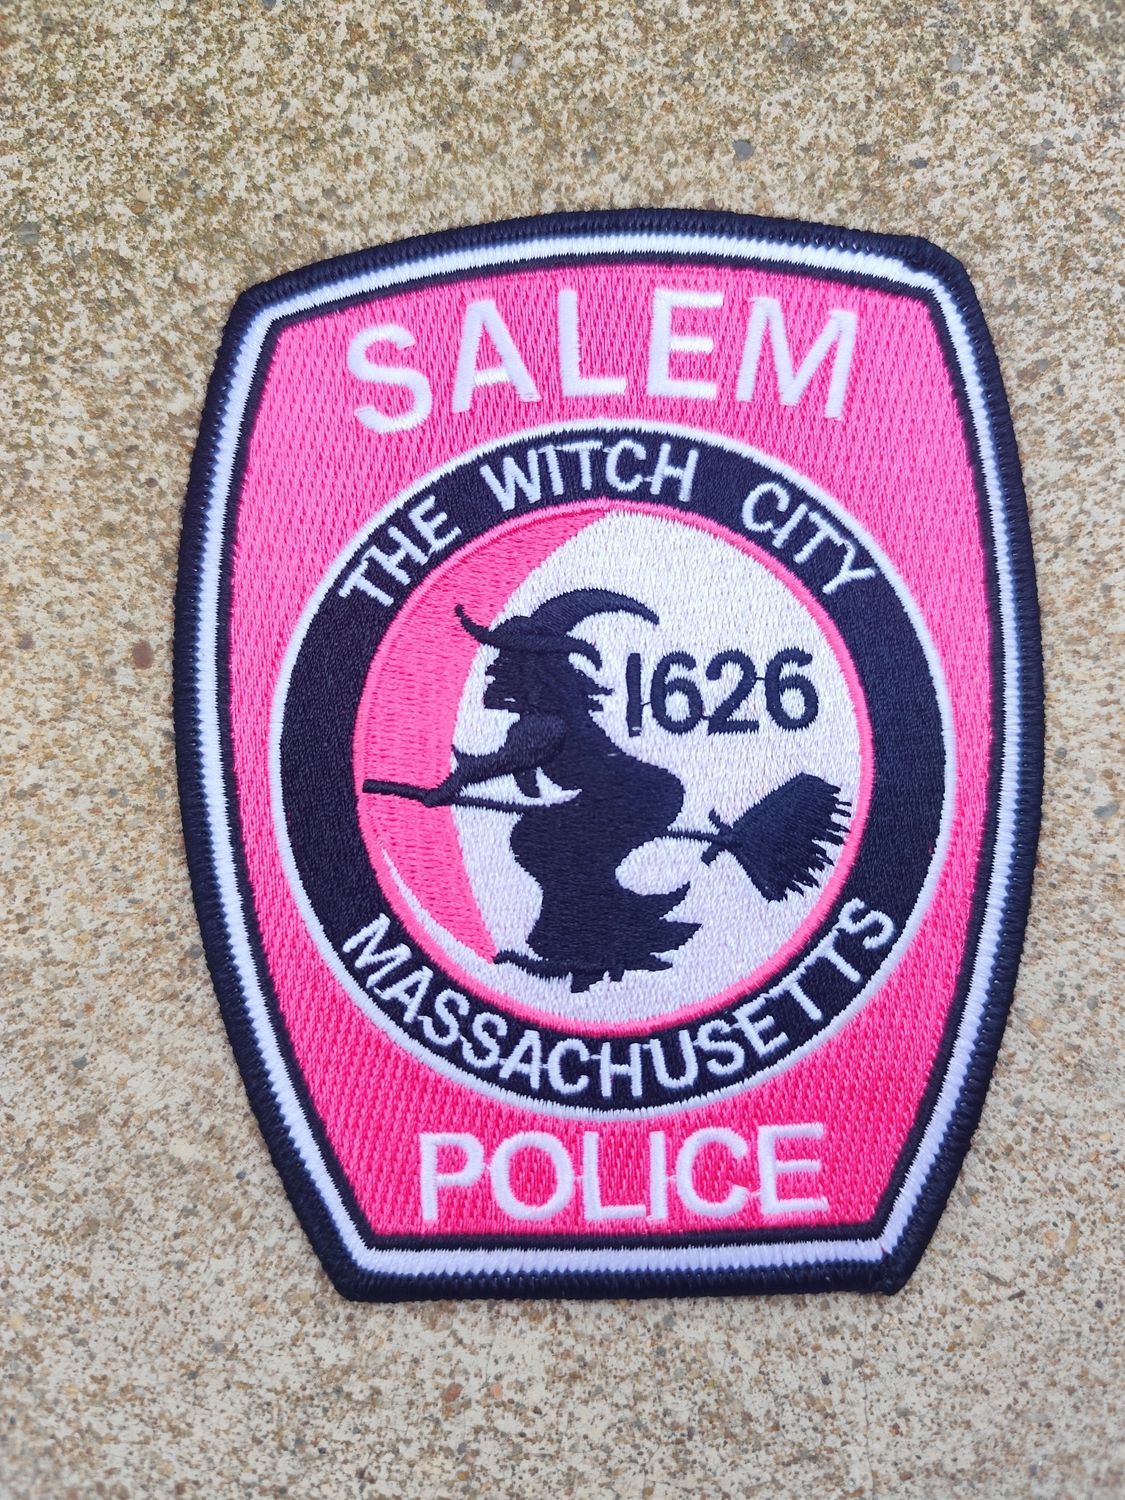 SALEM
THE WITCH CITY
1626
MASSACHUSETTS
POLICE